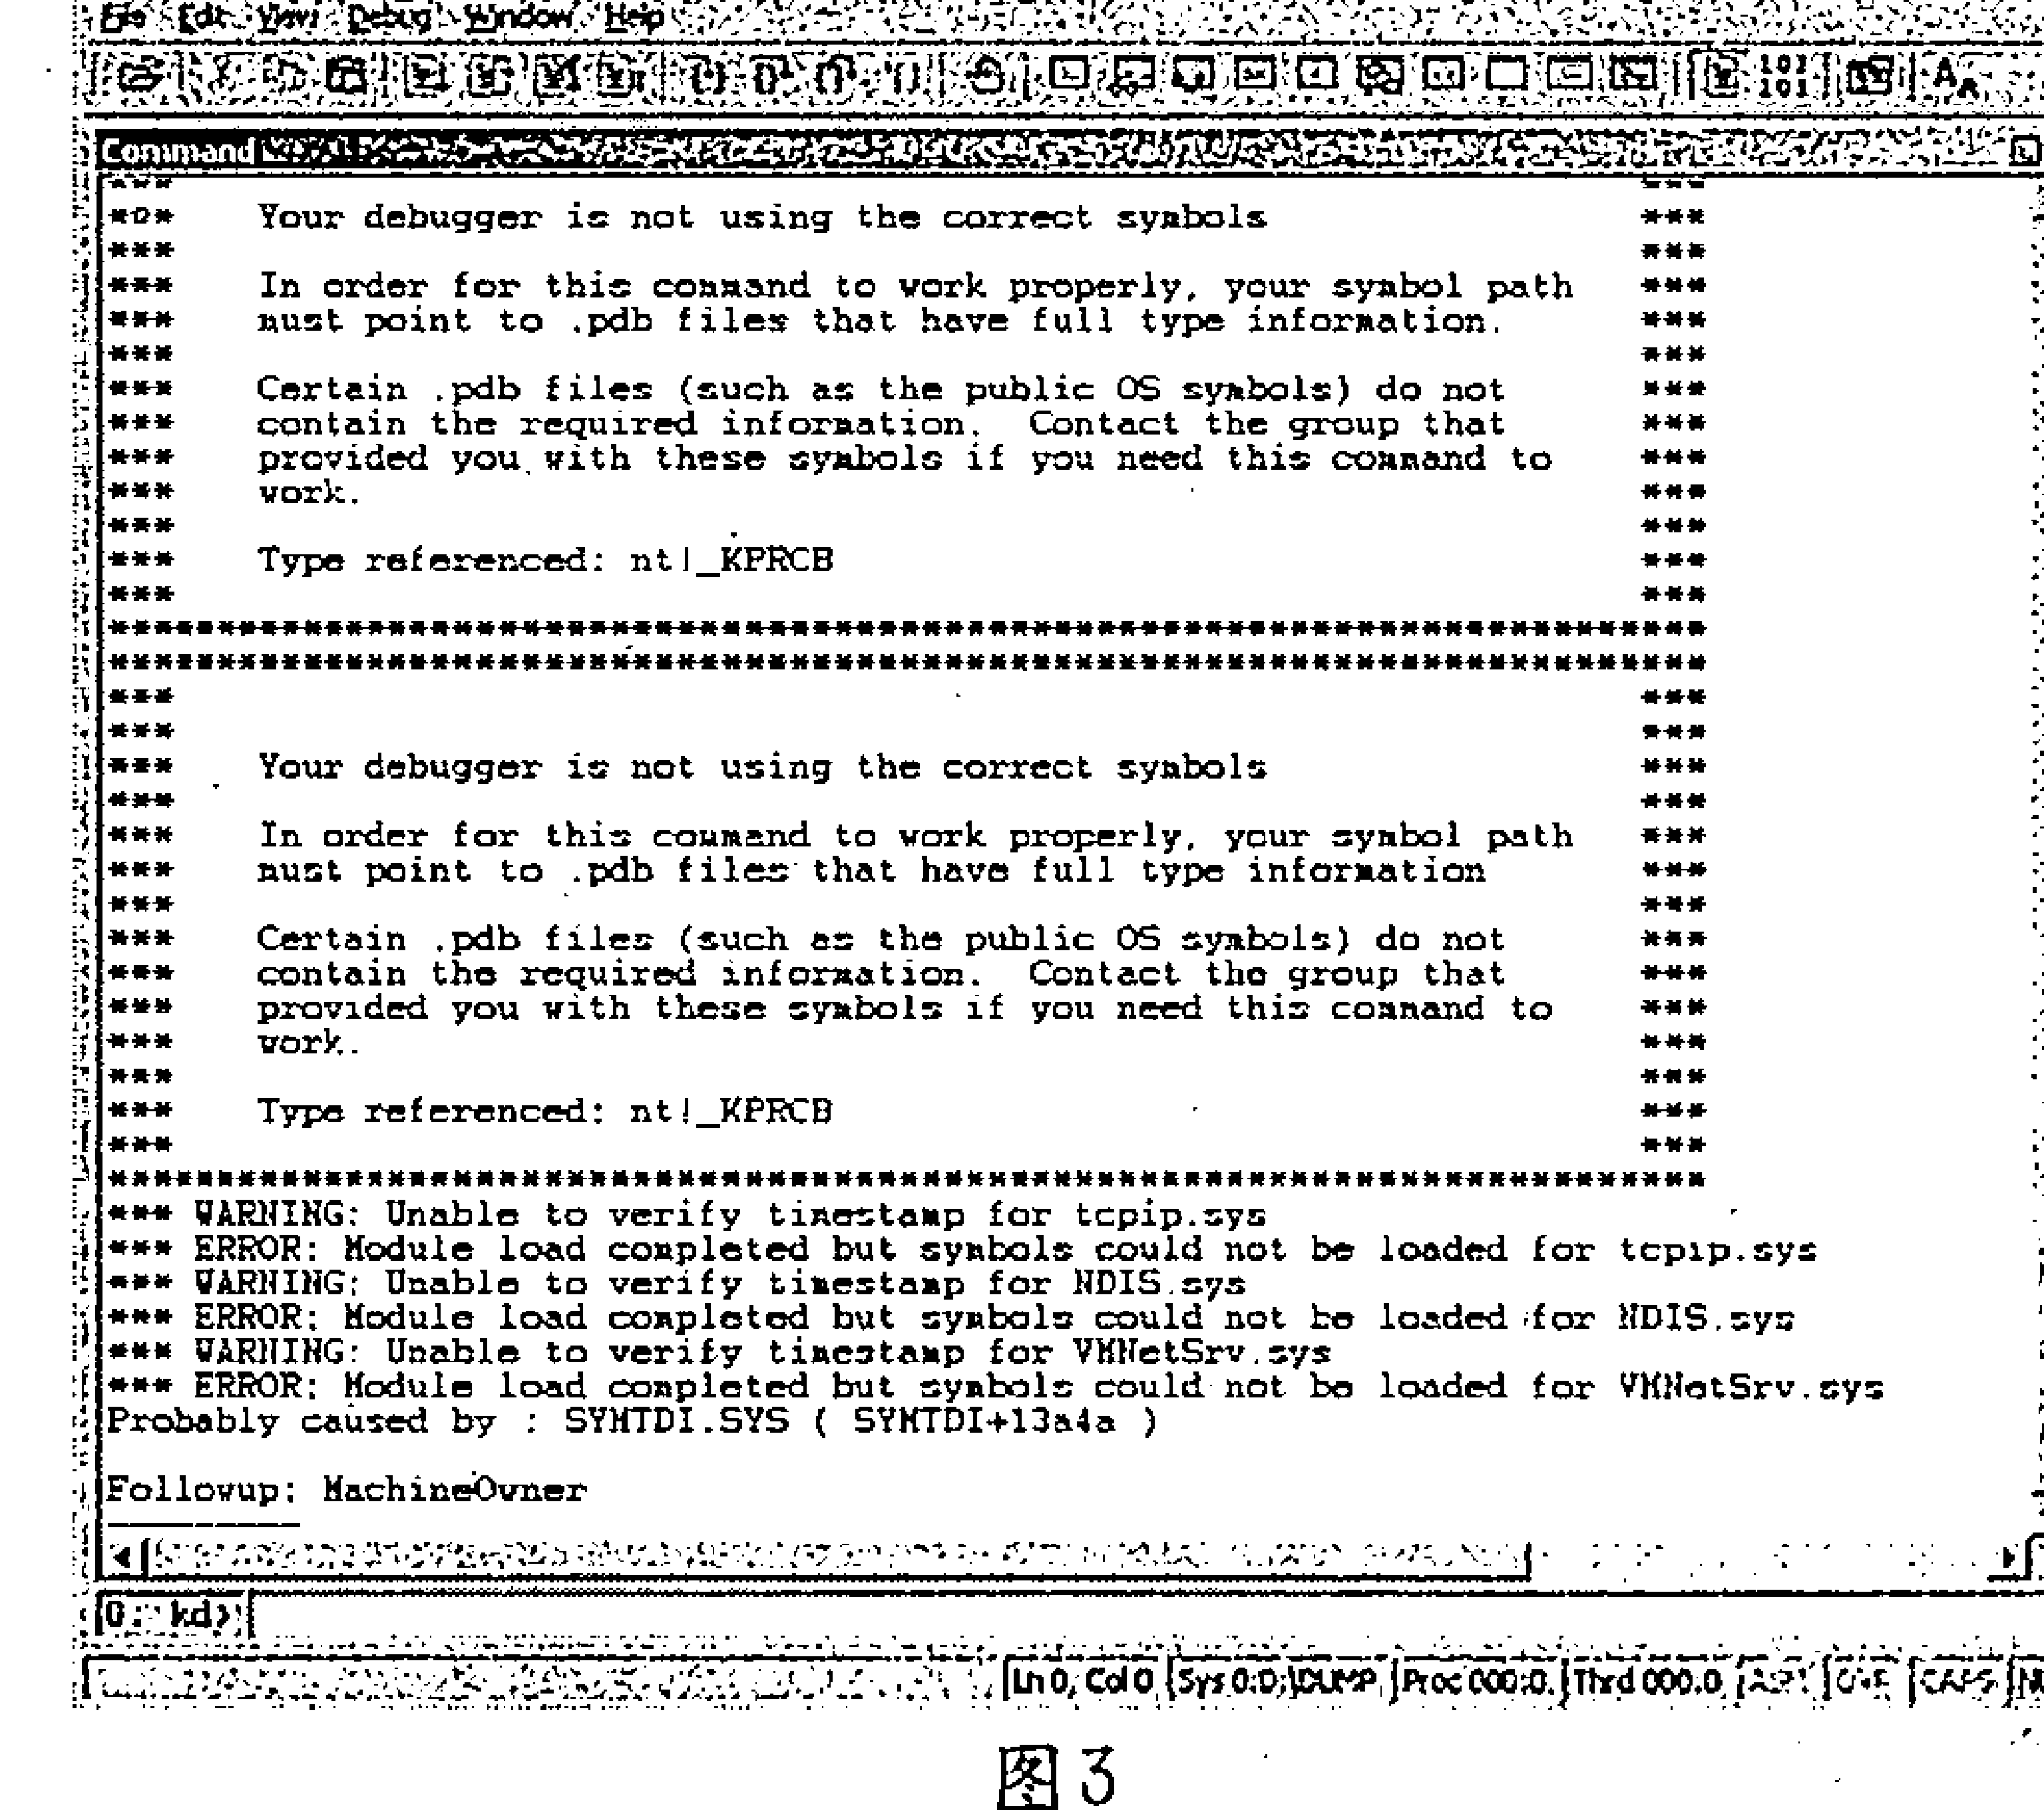 File Edit View Debug Window Help
Command
*** ***
*** Your debugger is not using the correct symbols ***
*** ***
*** In order for this command to work properly, your symbol path ***
*** must point to .pdb files that have full type information. ***
*** ***
*** Certain .pdb files (such as the public OS symbols) do not ***
*** contain the required information. Contact the group that ***
*** provided you with these symbols if you need this command to ***
*** work. ***
*** ***
*** Type referenced: nt!_KPRCB ***
*** ***
**************************************************************************
**************************************************************************
*** ***
*** ***
*** Your debugger is not using the correct symbols ***
*** ***
*** In order for this command to work properly, your symbol path ***
*** must point to .pdb files that have full type information ***
*** ***
*** Certain .pdb files (such as the public OS symbols) do not ***
*** contain the required information. Contact the group that ***
*** provided you with these symbols if you need this command to ***
*** work. ***
*** ***
*** Type referenced: nt!_KPRCB ***
*** ***
**************************************************************************
*** WARNING: Unable to verify timestamp for tcpip.sys
*** ERROR: Module load completed but symbols could not be loaded for tcpip.sys
*** WARNING: Unable to verify timestamp for NDIS.sys
*** ERROR: Module load completed but symbols could not be loaded for NDIS.sys
*** WARNING: Unable to verify timestamp for VMNetSrv.sys
*** ERROR: Module load completed but symbols could not be loaded for VMNetSrv.sys
Probably caused by : SYMTDI.SYS ( SYMTDI+13a4a )
Followup: MachineOwner
---------
0: kd>
Ln 0, Col 0 Sys 0:0;\DUMP Proc 000:0 Thrd 000:0 ASM OVR CAPS
图 3